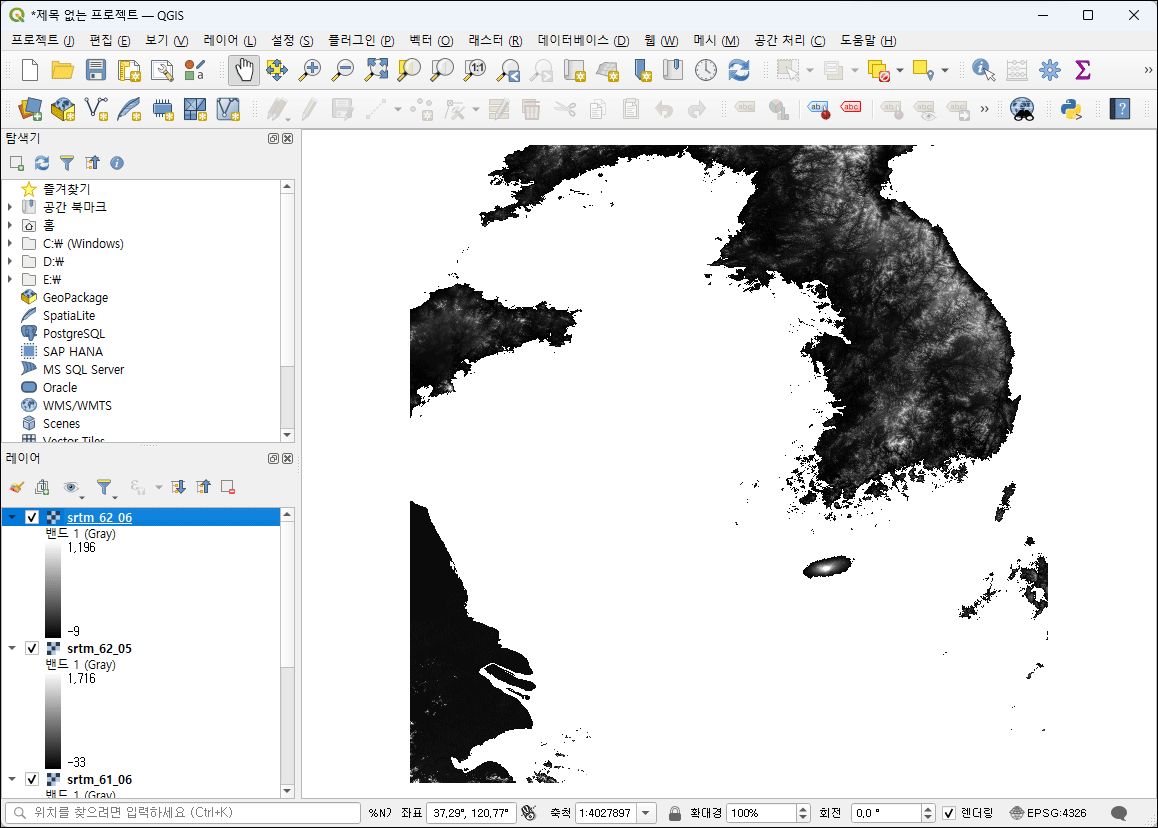 *제목 없는 프로젝트 — QGIS
프로젝트 (J) 편집 (E) 보기 (V) 레이어 (L) 설정 (S) 플러그인 (P) 벡터 (O) 래스터 (R) 데이터베이스 (D) 웹 (W) 메시 (M) 공간 처리 (C) 도움말 (H)
탐색기
즐겨찾기
공간 북마크
홈
C:₩ (Windows)
D:₩
E:₩
GeoPackage
SpatiaLite
PostgreSQL
SAP HANA
MS SQL Server
Oracle
WMS/WMTS
Scenes
Vector Tiles
레이어
srtm_62_06
밴드 1 (Gray)
1,196
-9
srtm_62_05
밴드 1 (Gray)
1,716
-33
srtm_61_06
밴드 1 (Gray)
위치를 찾으려면 입력하세요 (Ctrl+K) 좌표 37,29°, 120,77° 축척 1:4027897 확대경 100% 회전 0,0 ° 렌더링 EPSG:4326